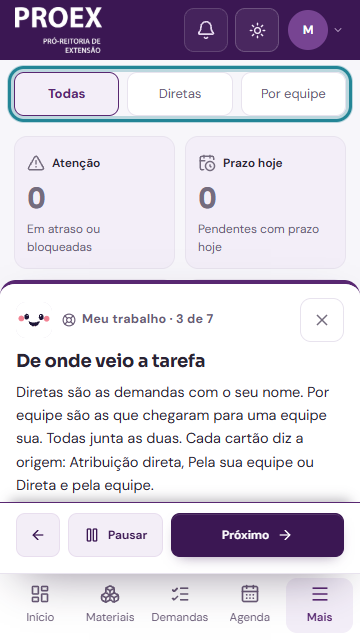 PROEX
PRÓ-REITORIA DE
EXTENSÃO
M
Todas
Diretas
Por equipe
Atenção
0
Em atraso ou
bloqueadas
Prazo hoje
0
Pendentes com prazo
hoje
Meu trabalho · 3 de 7
De onde veio a tarefa
Diretas são as demandas com o seu nome. Por
equipe são as que chegaram para uma equipe
sua. Todas junta as duas. Cada cartão diz a
origem: Atribuição direta, Pela sua equipe ou
Direta e pela equipe.
Pausar
Próximo
Início
Materiais
Demandas
Agenda
Mais